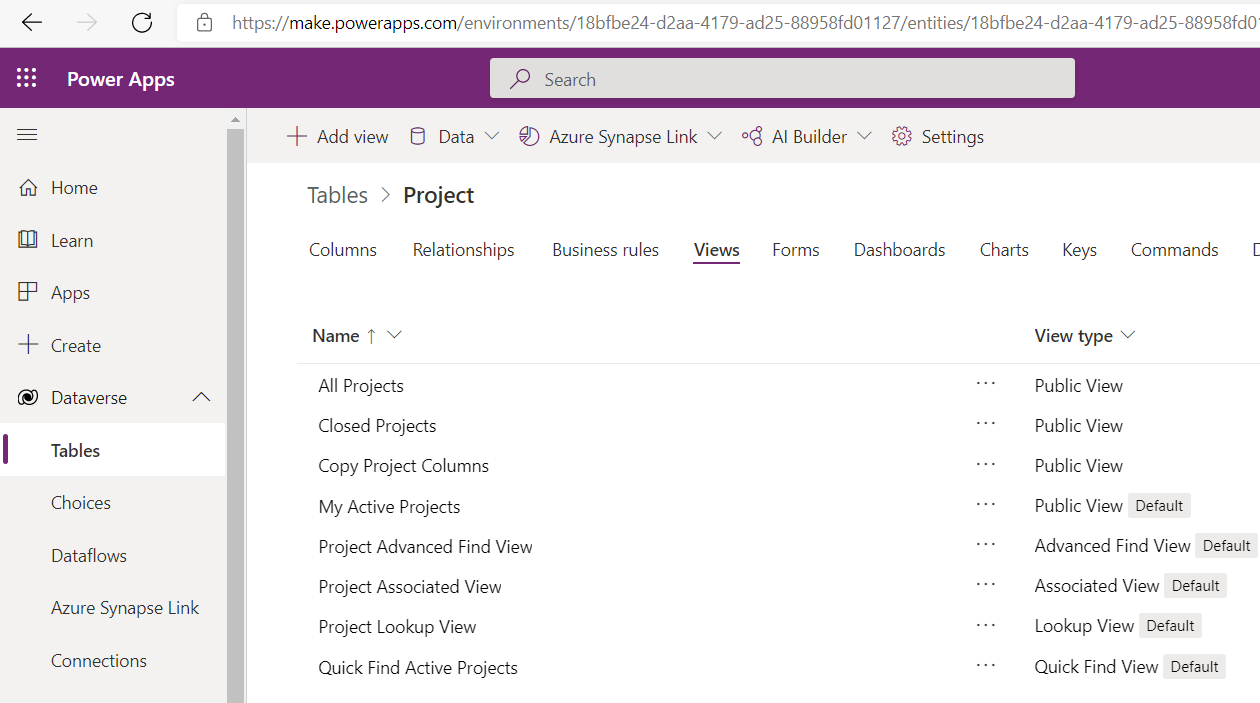 https://make.powerapps.com/environments/18bfbe24-d2aa-4179-ad25-88958fd01127/entities/18bfbe24-d2aa-4179-ad25-88958fd0
Power Apps
Search
Add view Data Azure Synapse Link AI Builder Settings
Home
Learn
Apps
Create
Dataverse
Tables
Choices
Dataflows
Azure Synapse Link
Connections
Tables > Project
Columns Relationships Business rules Views Forms Dashboards Charts Keys Commands D
Name ↑ View type
All Projects ··· Public View
Closed Projects ··· Public View
Copy Project Columns ··· Public View
My Active Projects ··· Public View Default
Project Advanced Find View ··· Advanced Find View Default
Project Associated View ··· Associated View Default
Project Lookup View ··· Lookup View Default
Quick Find Active Projects ··· Quick Find View Default